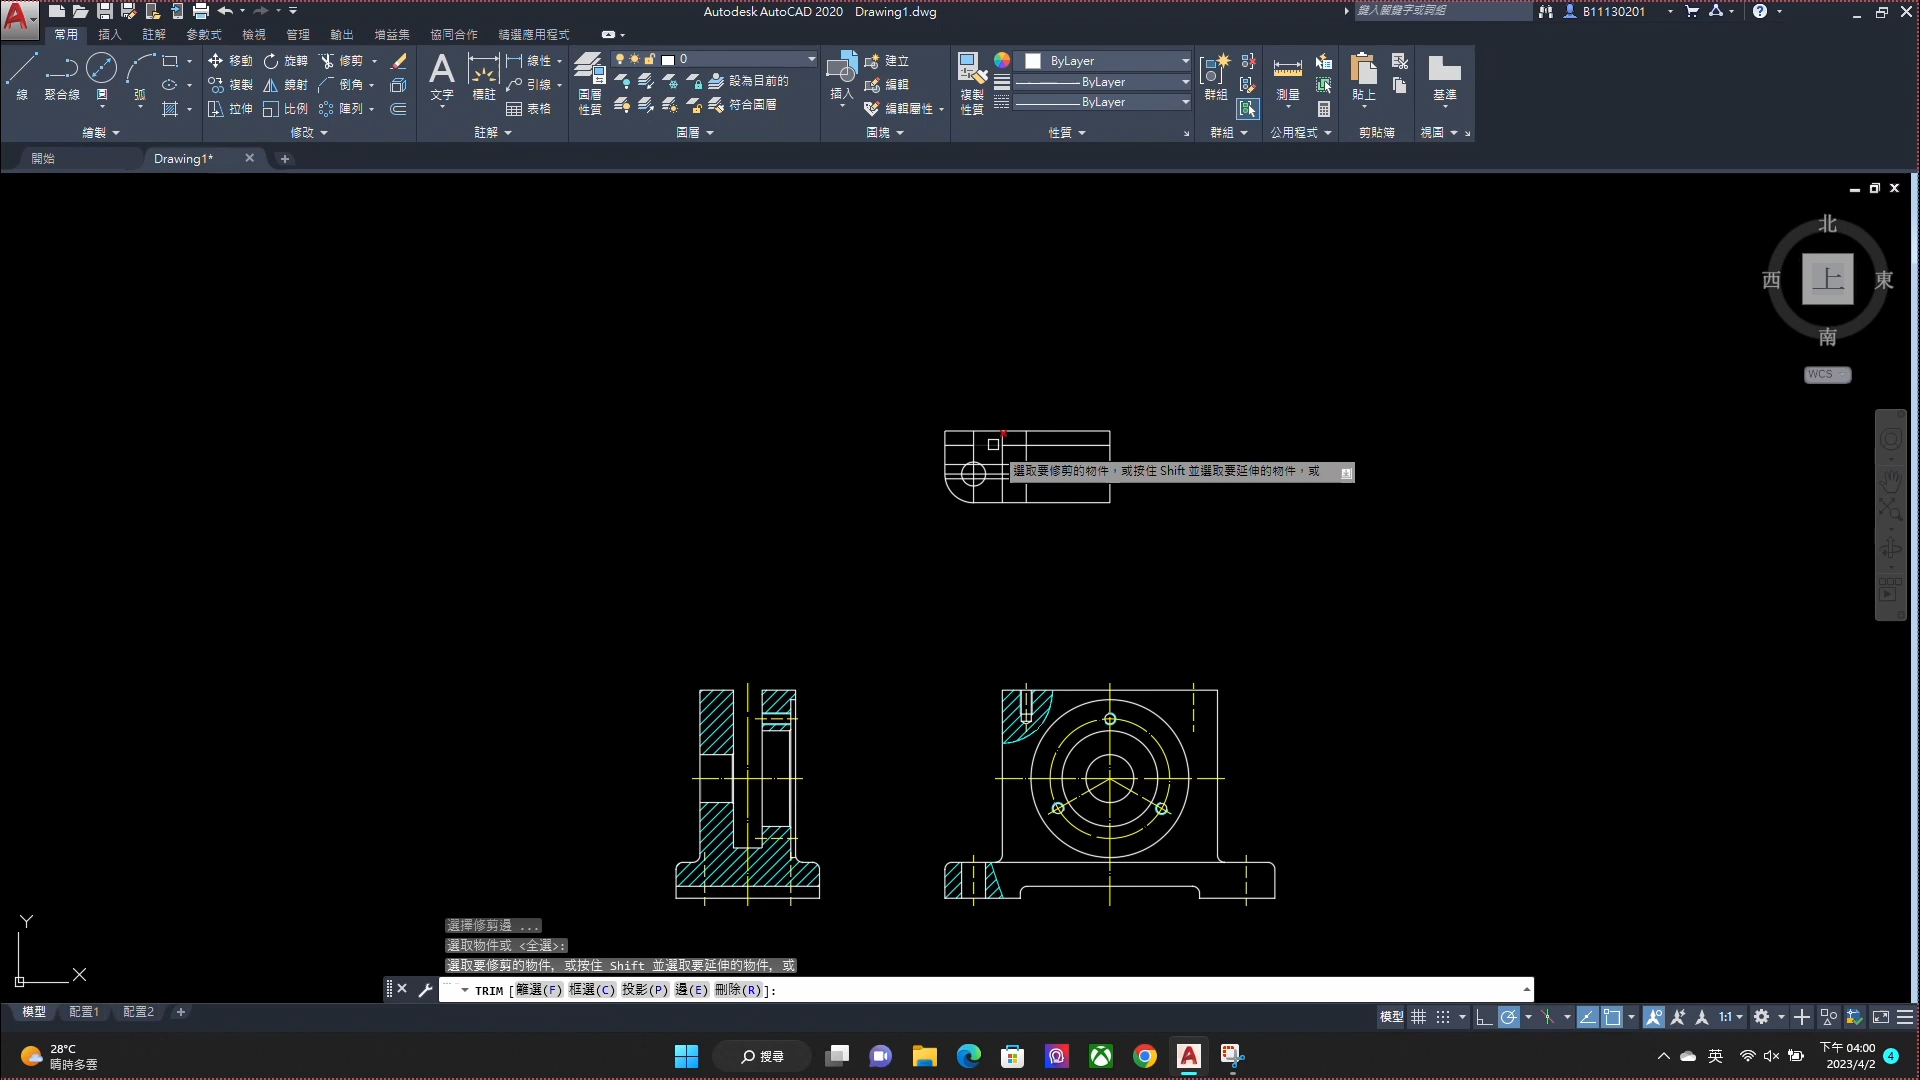 Autodesk AutoCAD 2020 Drawing1.dwg
鍵入關鍵字或詞組
B11130201
常用 插入 註解 參數式 檢視 管理 輸出 增益集 協同合作 精選應用程式
線 聚合線 圓 弧
移動 旋轉 修剪
複製 鏡射 倒角
拉伸 比例 陣列
文字 標註
線性
引線
表格
圖層
性質
0
設為目前的
符合圖層
插入
建立
編輯
編輯屬性
複製
性質
ByLayer
ByLayer
ByLayer
群組
測量
貼上
基準
繪製 修改 註解 圖層 圖塊 性質 群組 公用程式 剪貼簿 視圖
開始 Drawing1*
北
西 上 東
南
WCS
選取要修剪的物件，或按住 Shift 並選取要延伸的物件，或
Y
X
選擇修剪邊 ...
選取物件或 <全選>:
選取要修剪的物件, 或按住 Shift 並選取要延伸的物件, 或
TRIM [籬選(F) 框選(C) 投影(P) 邊(E) 刪除(R)]:
模型 配置1 配置2
模型 1:1
28°C
晴時多雲
搜尋
英
下午 04:00
2023/4/2
4